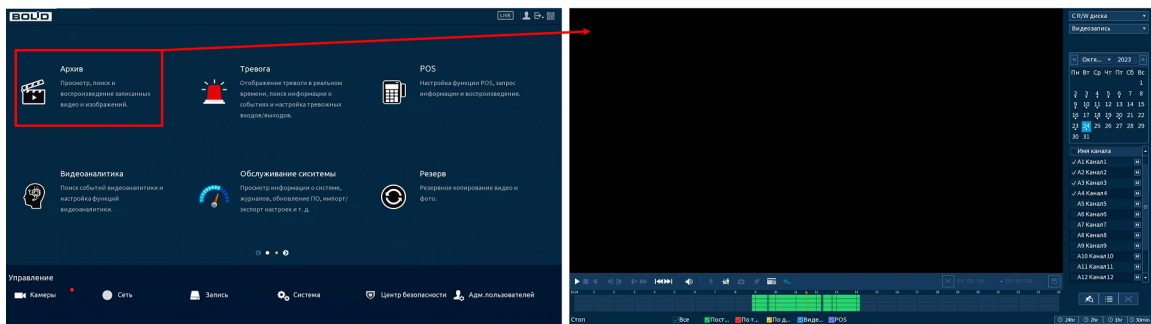 BOLID
LIVE
Архив
Просмотр, поиск и
воспроизведение записанных
видео и изображений.
Тревога
Отображение тревоги в реальном
времени, поиск информации о
событиях и настройка тревожных
входов/выходов.
POS
Настройка функции POS, запрос
информации и воспроизведение.
Видеоаналитика
Поиск событий видеоаналитики и
настройка функций
видеоаналитики.
Обслуживание сиситемы
Просмотр информации о системе,
журналов, обновление ПО, импорт/
экспорт настроек и т. д.
Резерв
Резервное копирование видео и
фото.
Управление
Камеры
Сеть
Запись
Система
Центр безопасности
Адм.пользователей
С R/W диска
Видеозапись
Октя... 2023
Пн Вт Ср Чт Пт Сб Вс
1
2 3 4 5 6 7 8
9 10 11 12 13 14 15
16 17 18 19 20 21 22
23 24 25 26 27 28 29
30 31
Имя канала
A1 Канал1 M
A2 Канал2 M
A3 Канал3 M
A4 Канал4 M
A5 Канал5 M
A6 Канал6 M
A7 Канал7 M
A8 Канал8 M
A9 Канал9 M
A10 Канал10 M
A11 Канал11 M
A12 Канал12 M
Стоп
Все
Пост...
По т...
По д...
Виде...
POS
24hr
2hr
1hr
30min